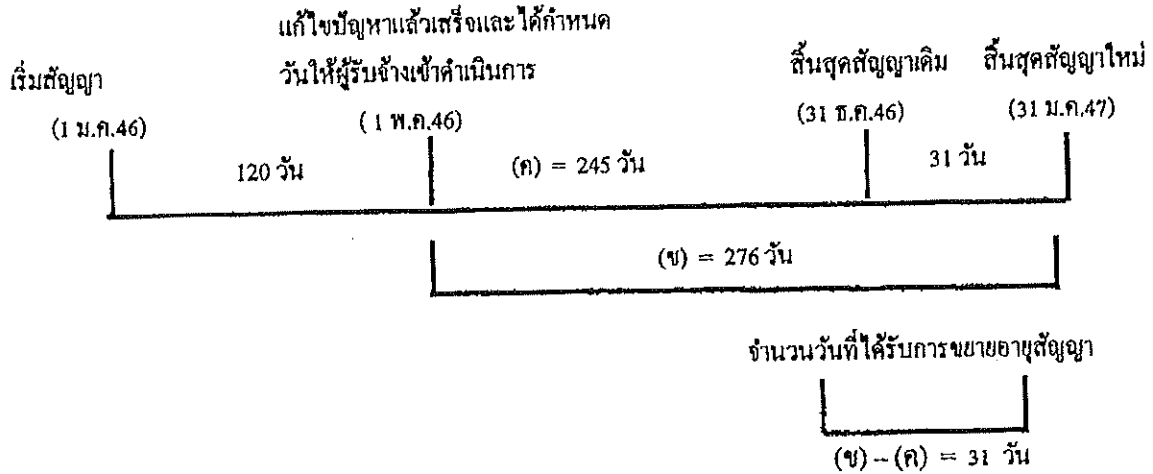 แก้ไขปัญหาแล้วเสร็จและได้กำหนด
วันให้ผู้รับจ้างเข้าดำเนินการ
เริ่มสัญญา
สิ้นสุดสัญญาเดิม
สิ้นสุดสัญญาใหม่
(1 ม.ค.46)
( 1 พ.ค.46)
(31 ธ.ค.46)
(31 ม.ค.47)
120 วัน
(ค) = 245 วัน
31 วัน
(ข) = 276 วัน
จำนวนวันที่ได้รับการขยายอายุสัญญา
(ข) – (ค) = 31 วัน